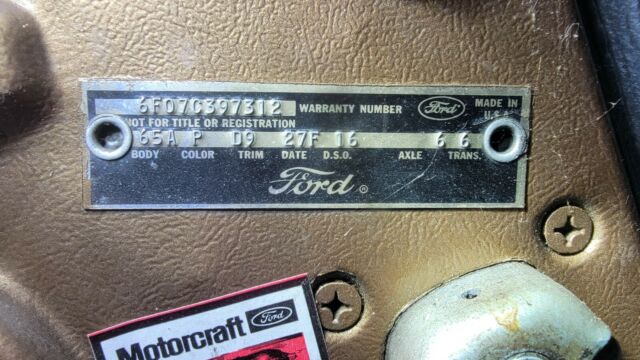 6F07C397312 WARRANTY NUMBER Ford MADE IN U.S.A.
NOT FOR TITLE OR REGISTRATION
65A P D9 27F 16 6 6
BODY COLOR TRIM DATE D.S.O. AXLE TRANS.
Ford ®
Motorcraft Ford